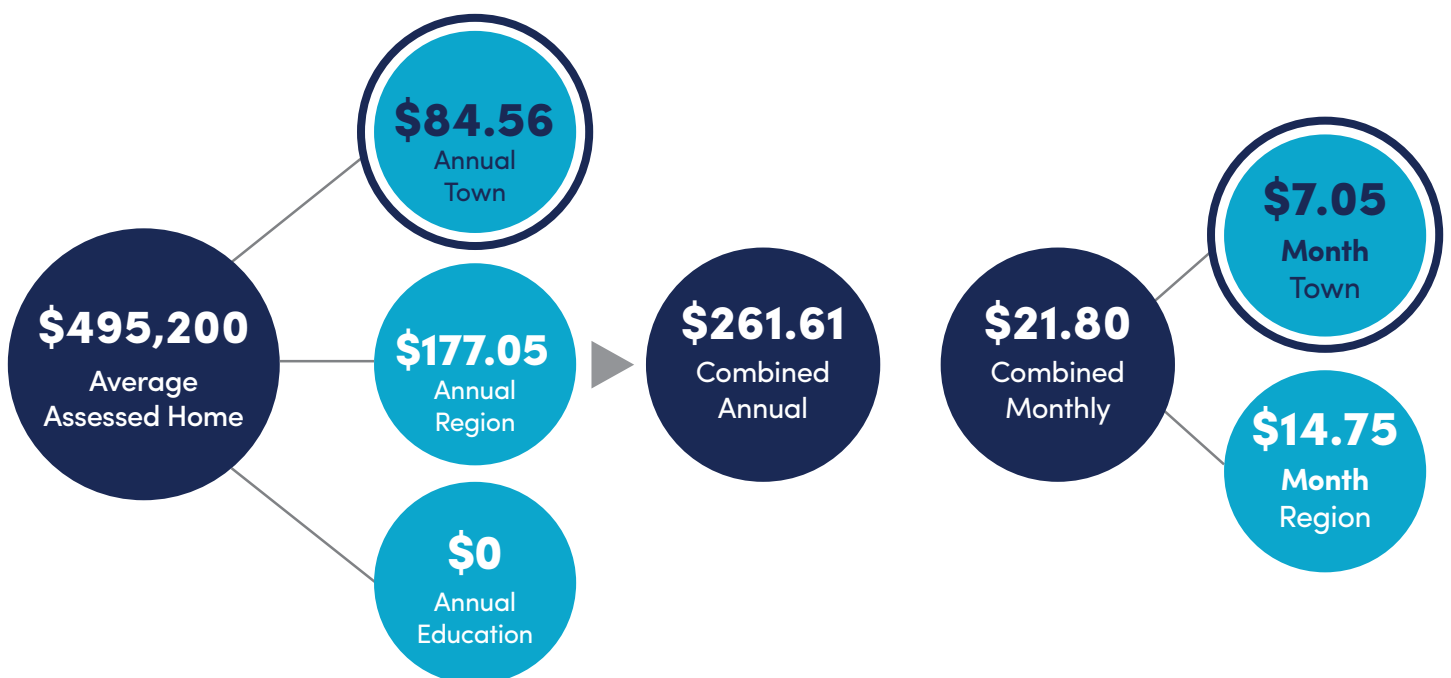 $495,200
Average
Assessed Home
$84.56
Annual
Town
$177.05
Annual
Region
$0
Annual
Education
$261.61
Combined
Annual
$21.80
Combined
Monthly
$7.05
Month
Town
$14.75
Month
Region